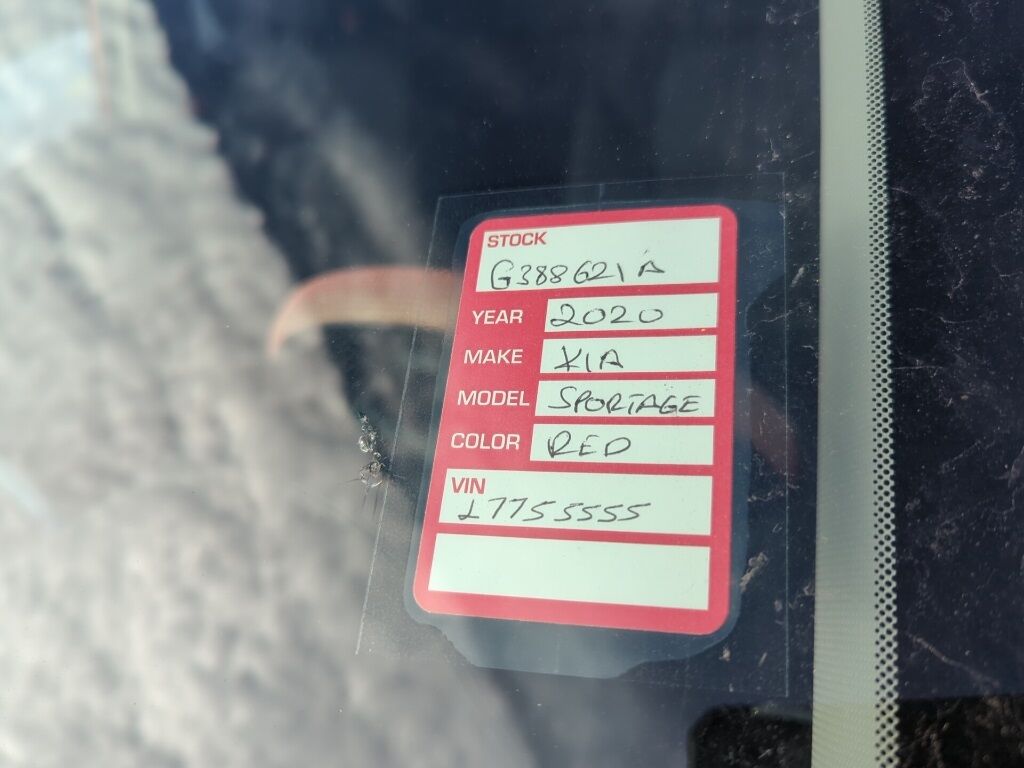 STOCK
G388621A
YEAR 2020
MAKE KIA
MODEL SPORTAGE
COLOR RED
VIN
L7755555